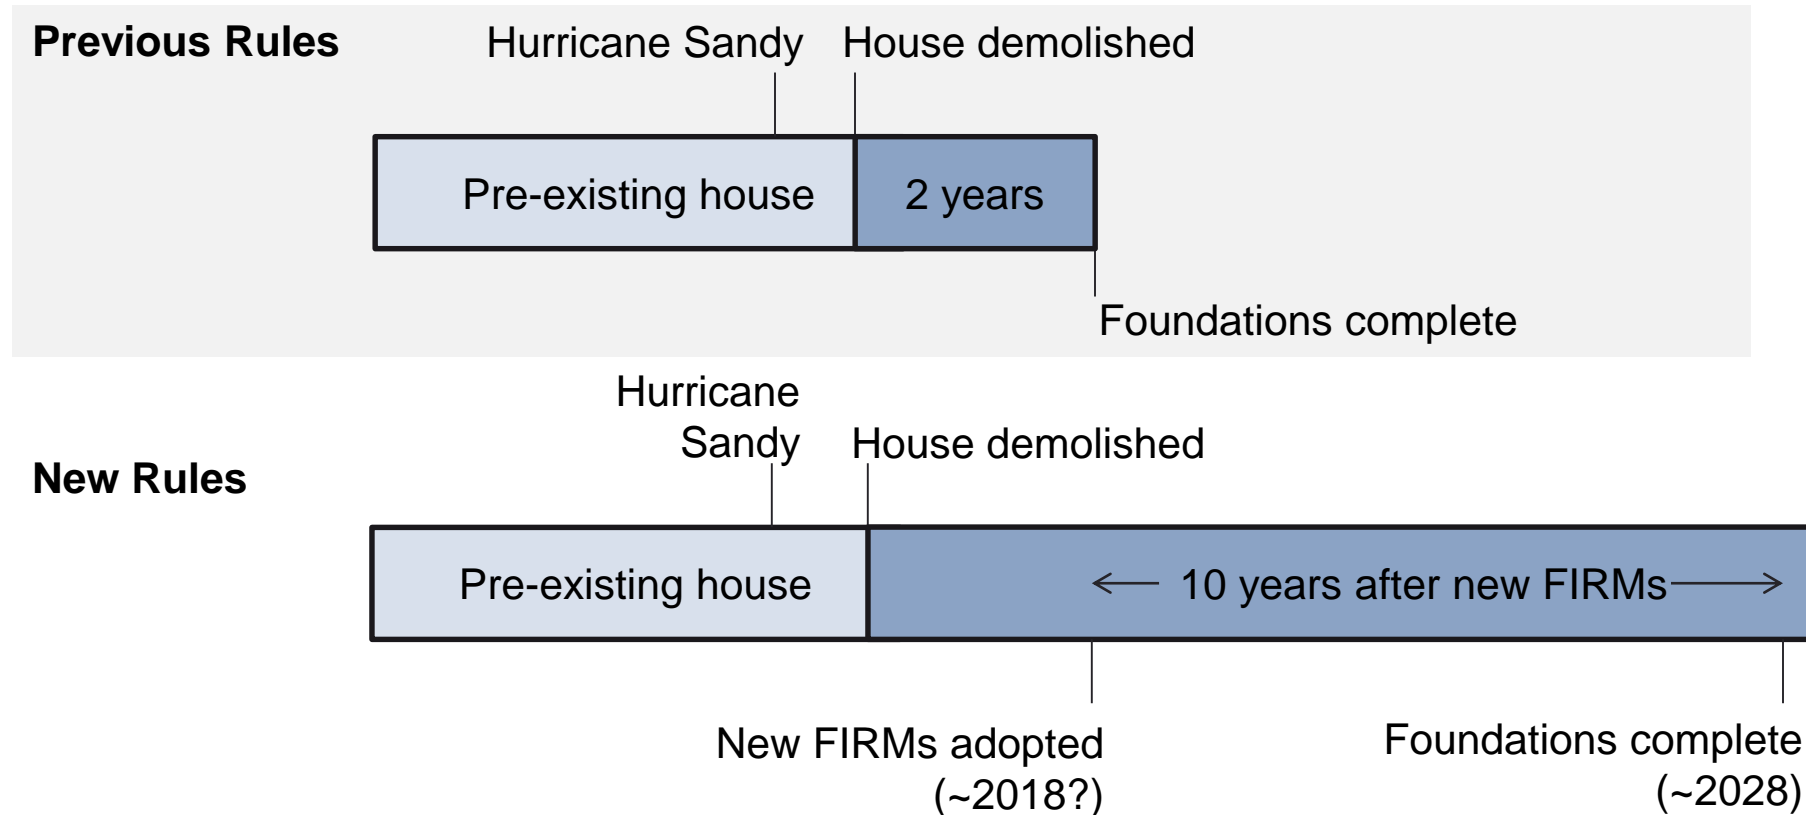 Previous Rules
Hurricane Sandy
House demolished
Pre-existing house
2 years
Foundations complete
New Rules
Hurricane
Sandy
House demolished
Pre-existing house
10 years after new FIRMs
New FIRMs adopted
(~2018?)
Foundations complete
(~2028)